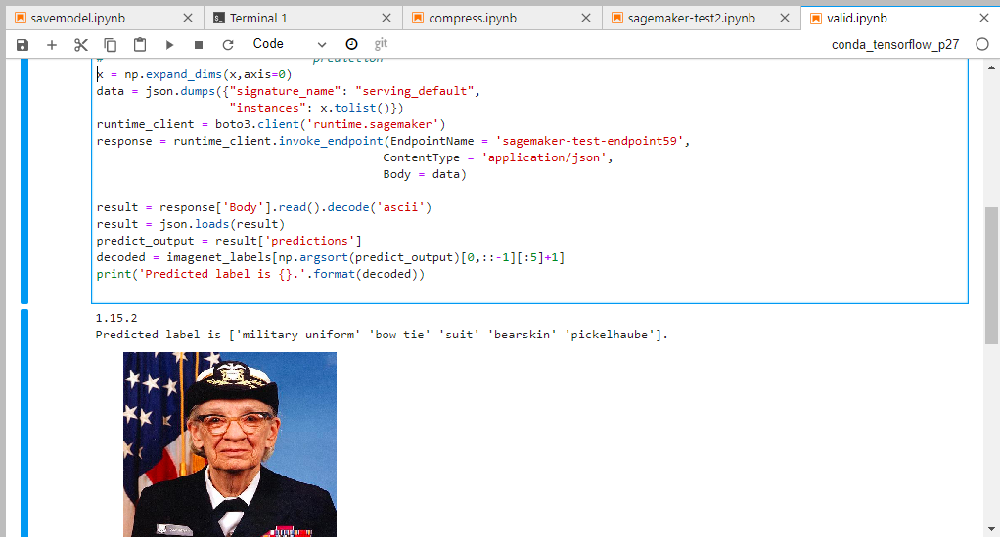 savemodel.ipynb
Terminal 1
compress.ipynb
sagemaker-test2.ipynb
valid.ipynb
Code
git
conda_tensorflow_p27
# prediction
x = np.expand_dims(x,axis=0)
data = json.dumps({"signature_name": "serving_default",
"instances": x.tolist()})
runtime_client = boto3.client('runtime.sagemaker')
response = runtime_client.invoke_endpoint(EndpointName = 'sagemaker-test-endpoint59',
ContentType = 'application/json',
Body = data)
result = response['Body'].read().decode('ascii')
result = json.loads(result)
predict_output = result['predictions']
decoded = imagenet_labels[np.argsort(predict_output)[0,::-1][:5]+1]
print('Predicted label is {}.'.format(decoded))
1.15.2
Predicted label is ['military uniform' 'bow tie' 'suit' 'bearskin' 'pickelhaube'].